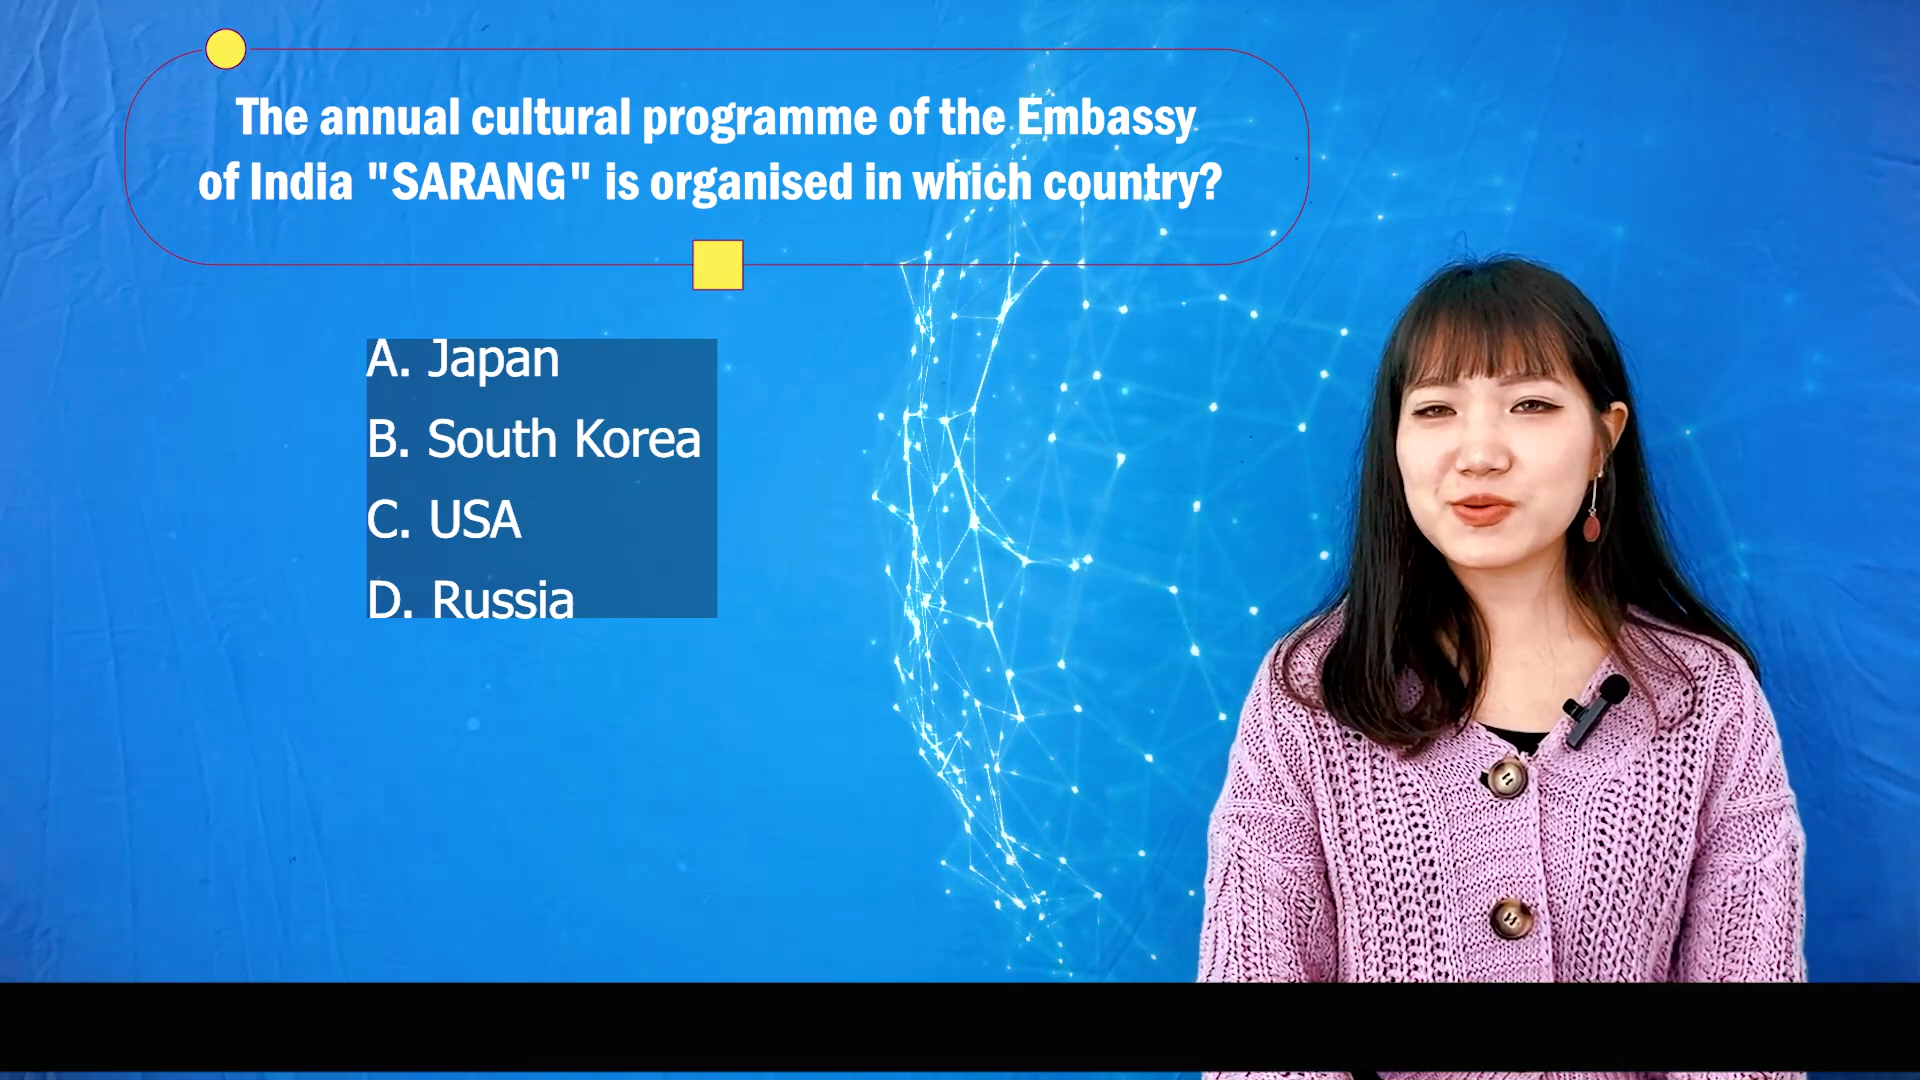 The annual cultural programme of the Embassy
of India "SARANG" is organised in which country?
A. Japan
B. South Korea
C. USA
D. Russia